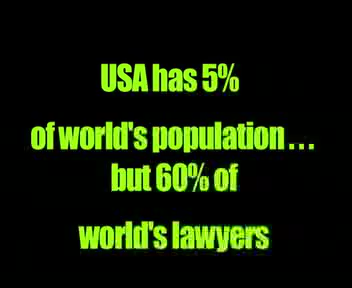 USA has 5%
of world's population . . .
but 60% of
world's lawyers